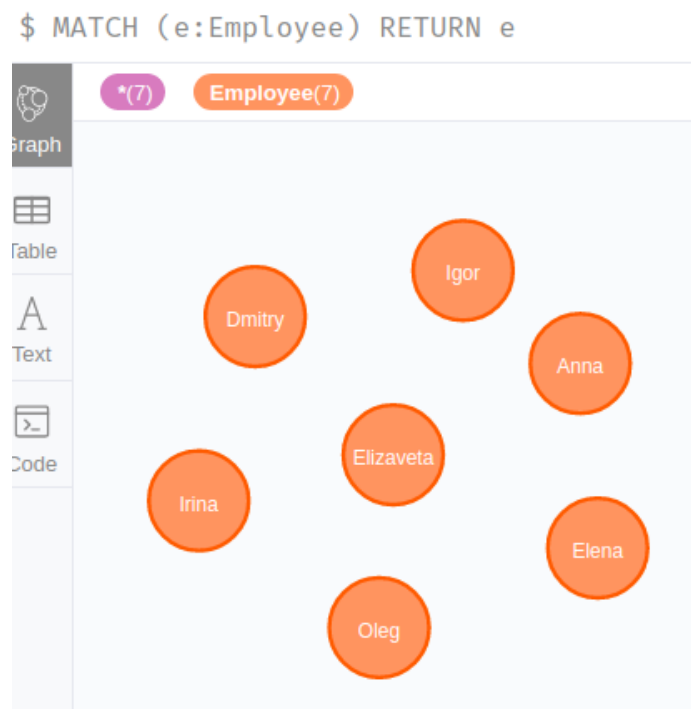 $ MATCH (e:Employee) RETURN e
*(7) Employee(7)
Graph
Table
Text
Code
Igor
Dmitry
Anna
Elizaveta
Irina
Elena
Oleg